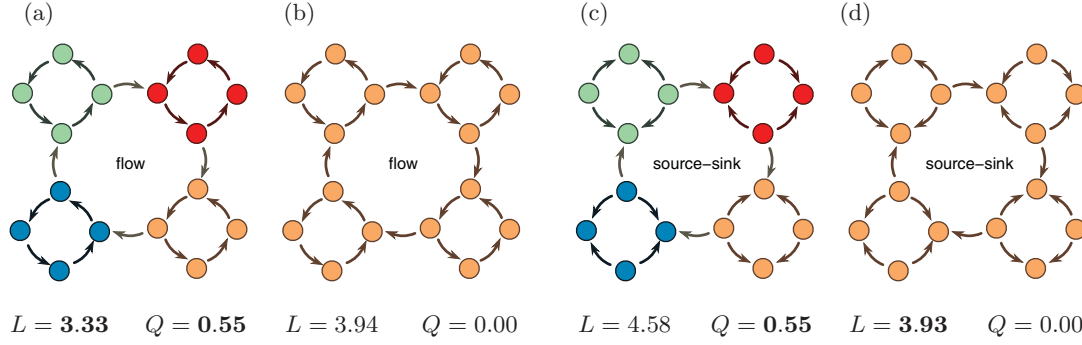 (a) (b) (c) (d)
flow flow source–sink source–sink
L = 3.33 Q = 0.55 L = 3.94 Q = 0.00 L = 4.58 Q = 0.55 L = 3.93 Q = 0.00